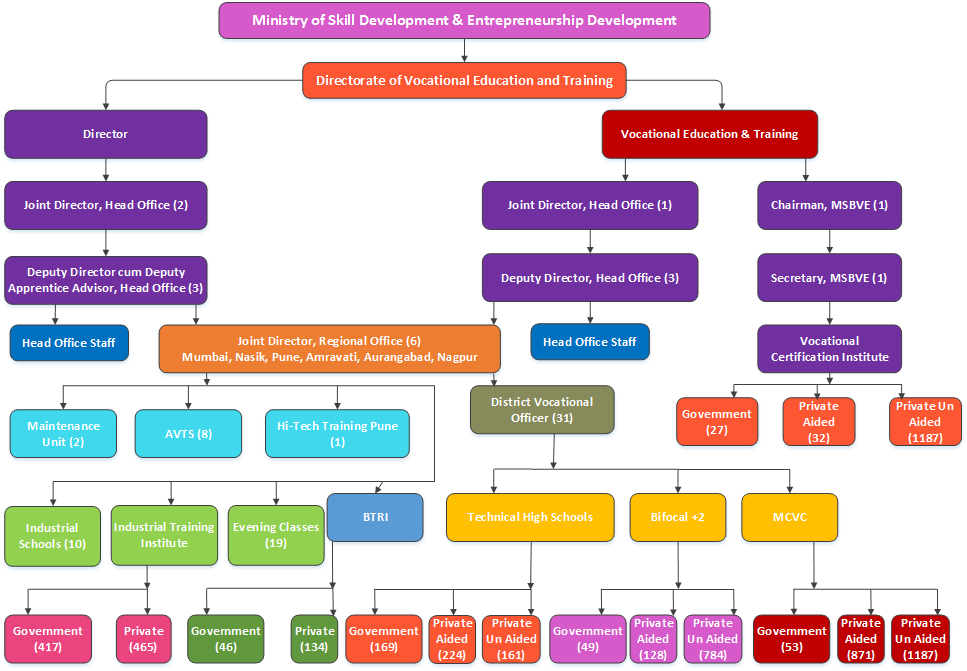 Ministry of Skill Development & Entrepreneurship Development
Directorate of Vocational Education and Training
Director
Vocational Education & Training
Joint Director, Head Office (2)
Joint Director, Head Office (1)
Chairman, MSBVE (1)
Deputy Director cum Deputy
Apprentice Advisor, Head Office (3)
Deputy Director, Head Office (3)
Secretary, MSBVE (1)
Head Office Staff
Joint Director, Regional Office (6)
Mumbai, Nasik, Pune, Amravati, Aurangabad, Nagpur
Head Office Staff
Vocational
Certification Institute
Maintenance
Unit (2)
AVTS (8)
Hi-Tech Training Pune
(1)
District Vocational
Officer (31)
Government
(27)
Private
Aided
(32)
Private Un
Aided
(1187)
Industrial
Schools (10)
Industrial Training
Institute
Evening Classes
(19)
BTRI
Technical High Schools
Bifocal +2
MCVC
Government
(417)
Private
(465)
Government
(46)
Private
(134)
Government
(169)
Private
Aided
(224)
Private
Un Aided
(161)
Government
(49)
Private
Aided
(128)
Private
Un Aided
(784)
Government
(53)
Private
Aided
(871)
Private
Un Aided
(1187)